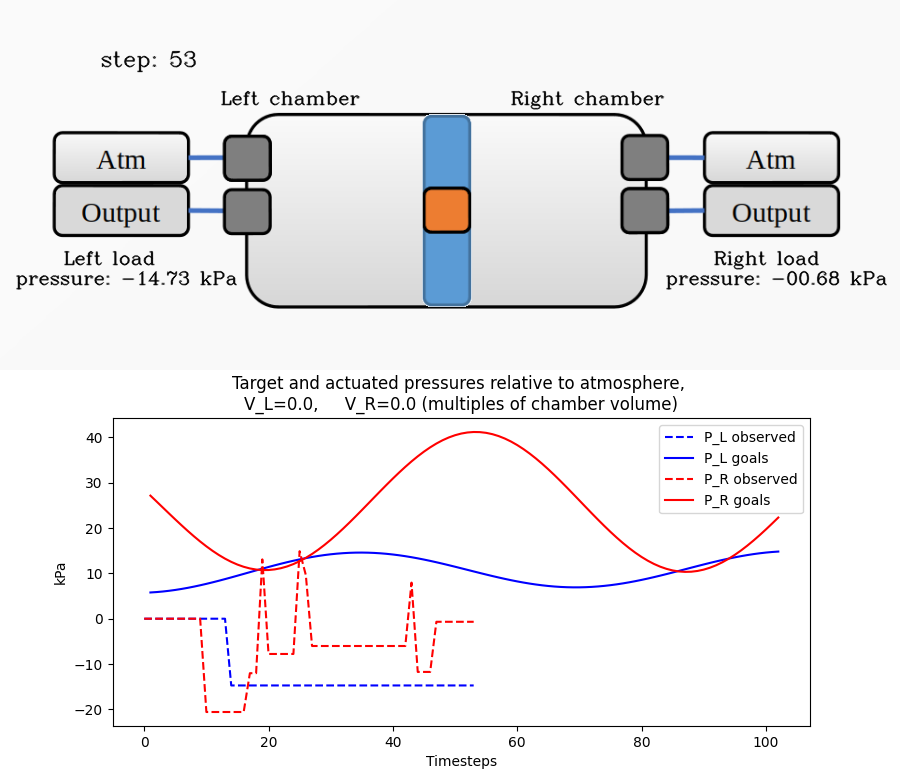 step: 53
Left chamber
Right chamber
Atm
Atm
Output
Output
Left load
pressure: −14.73 kPa
Right load
pressure: −00.68 kPa
Target and actuated pressures relative to atmosphere,
V_L=0.0,     V_R=0.0 (multiples of chamber volume)
P_L observed
P_L goals
P_R observed
P_R goals
kPa
40
30
20
10
0
−10
−20
0
20
40
60
80
100
Timesteps